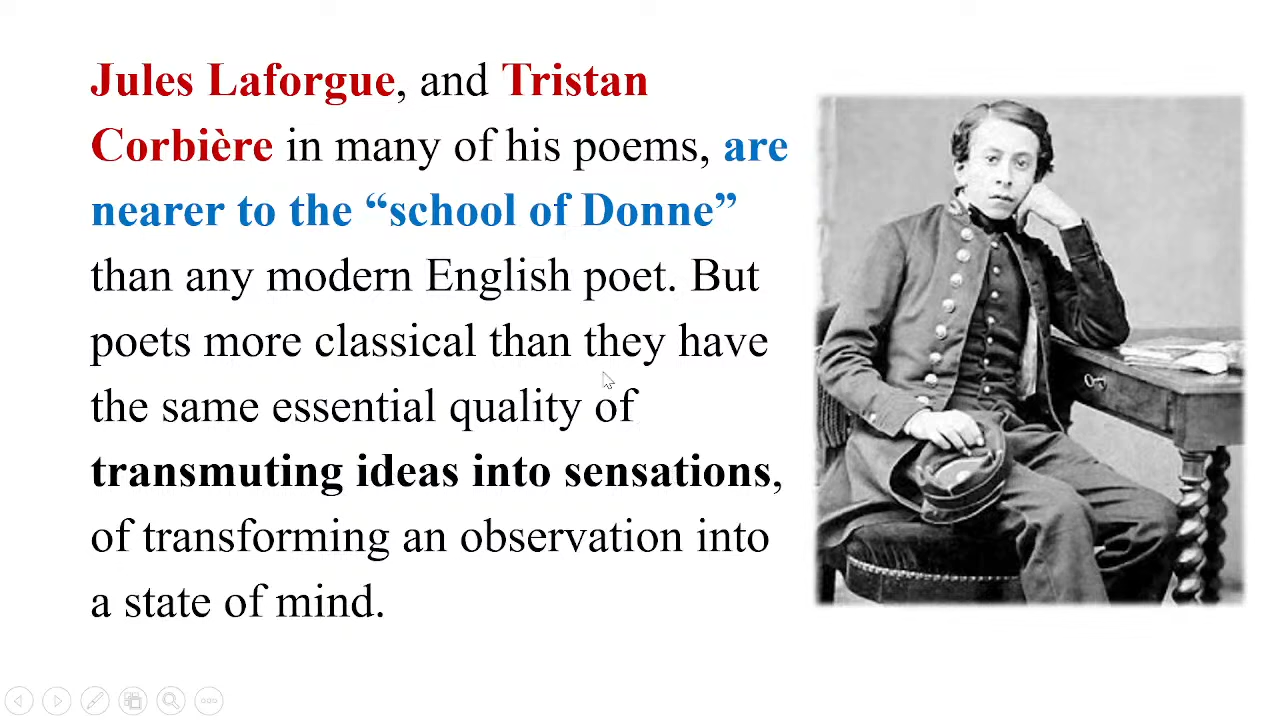 Jules Laforgue, and Tristan
Corbière in many of his poems, are
nearer to the “school of Donne”
than any modern English poet. But
poets more classical than they have
the same essential quality of
transmuting ideas into sensations,
of transforming an observation into
a state of mind.